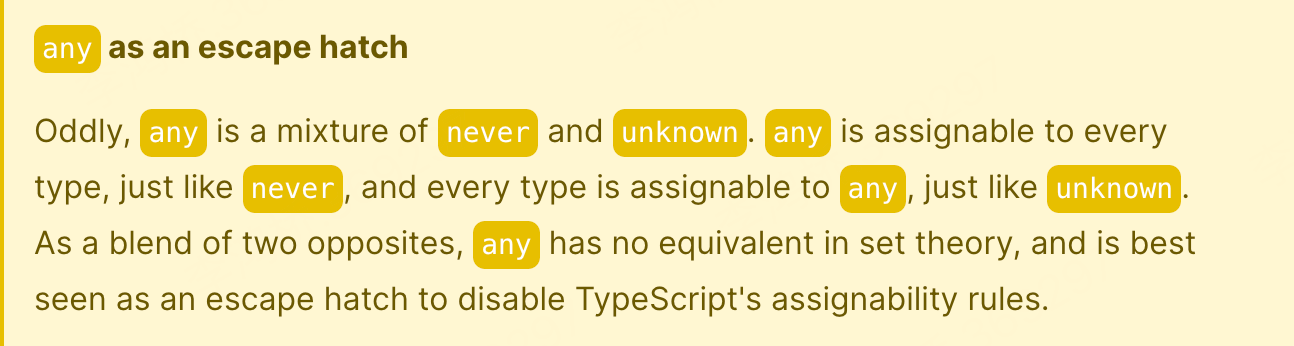 any as an escape hatch
Oddly, any is a mixture of never and unknown. any is assignable to every
type, just like never, and every type is assignable to any, just like unknown.
As a blend of two opposites, any has no equivalent in set theory, and is best
seen as an escape hatch to disable TypeScript's assignability rules.